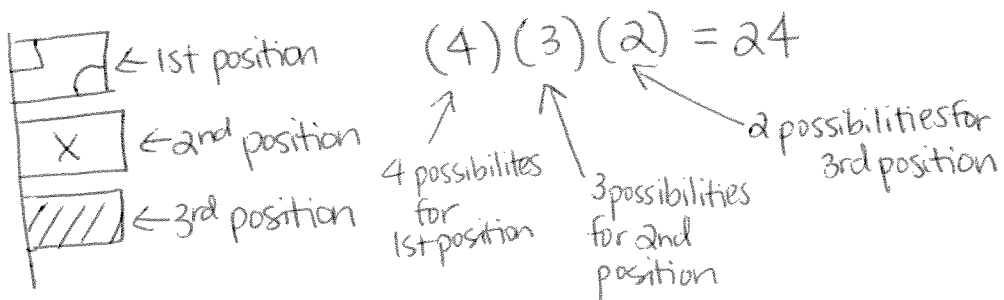 ←1st position
X ←2nd position
←3rd position
(4)(3)(2) = 24
4 possibilites
for
1st position
3 possibilities
for 2nd
position
2 possibilities for
3rd position